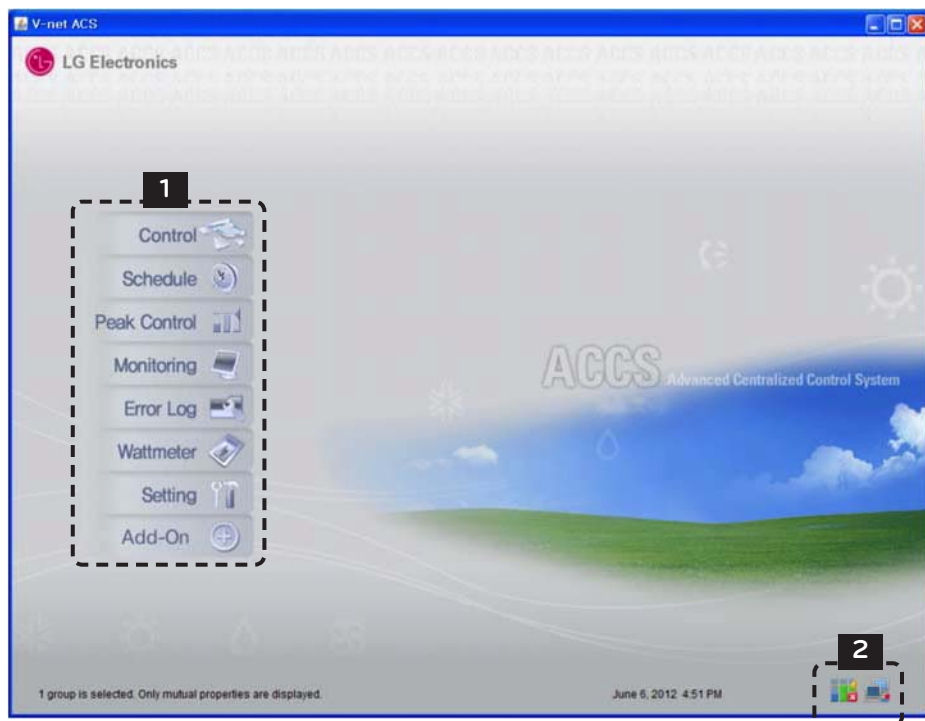 V-net ACS
LG Electronics
1
Control
Schedule
Peak Control
Monitoring
Error Log
Wattmeter
Setting
Add-On
ACCS Advanced Centralized Control System
2
1 group is selected. Only mutual properties are displayed.
June 6, 2012 4:51 PM